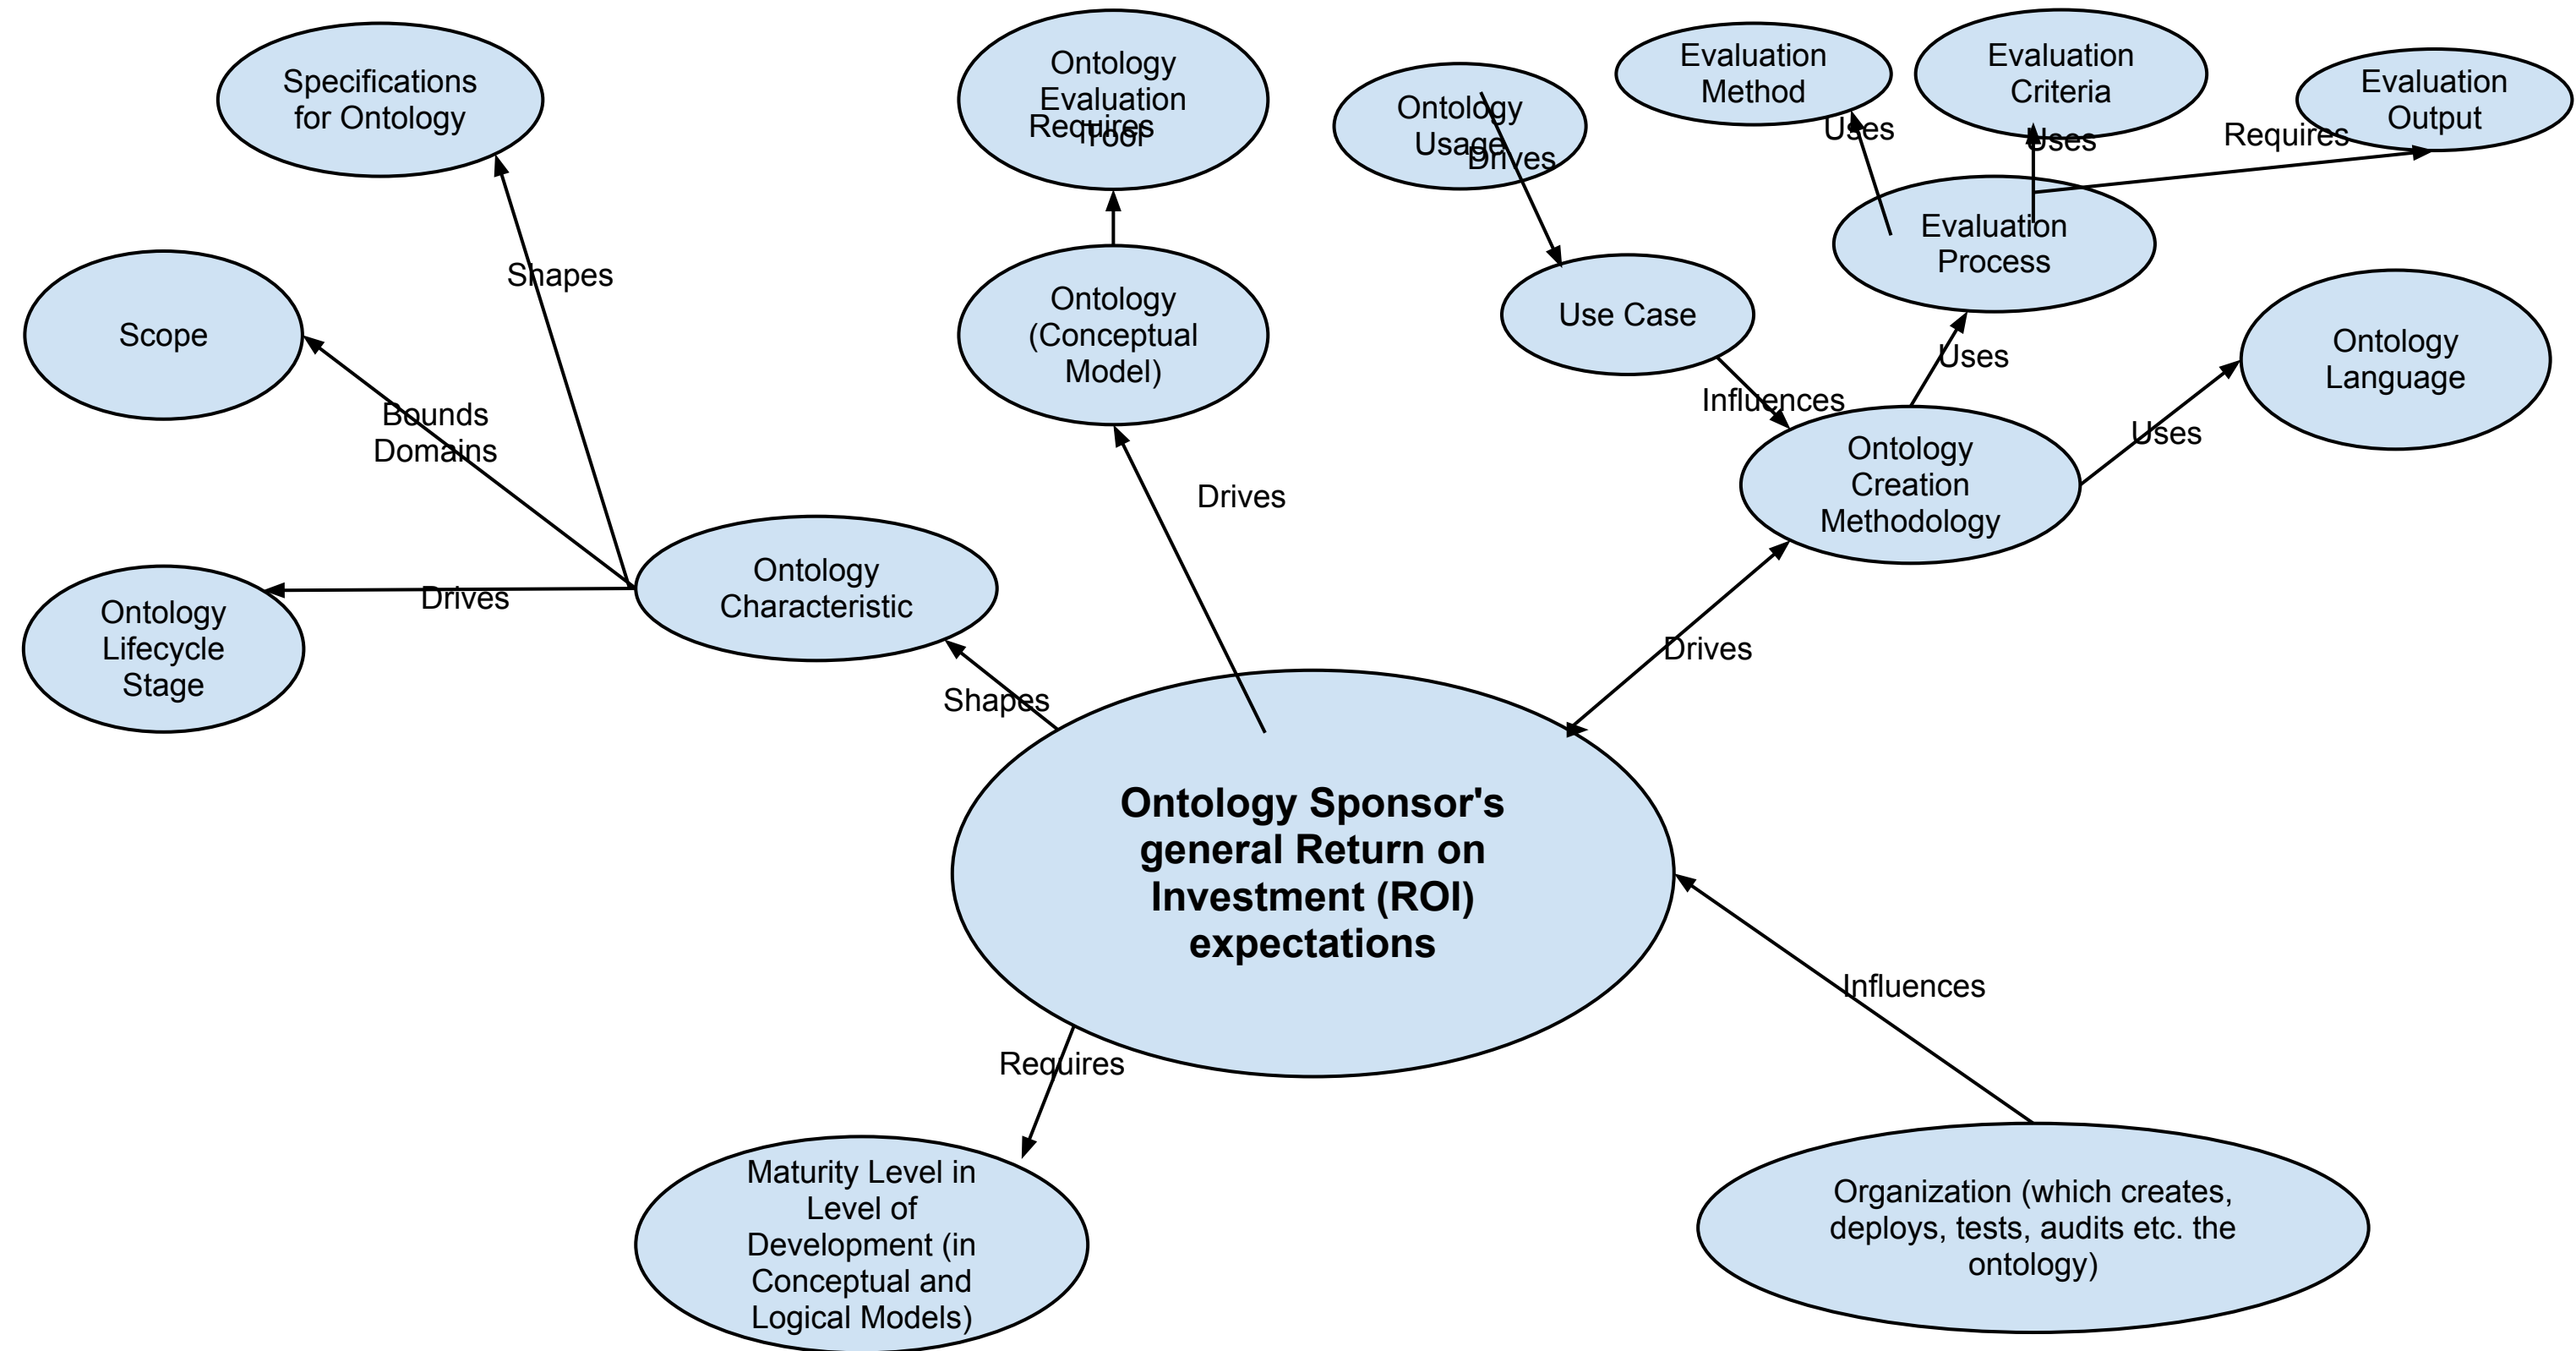 Specifications
for Ontology
Ontology
Evaluation
Tool
Requires
Ontology
Usage
Drives
Evaluation
Method
Uses
Evaluation
Criteria
Uses
Evaluation
Output
Requires
Evaluation
Process
Shapes
Scope
Ontology
(Conceptual
Model)
Use Case
Ontology
Language
Uses
Influences
Bounds
Domains
Uses
Ontology
Creation
Methodology
Drives
Ontology
Characteristic
Drives
Ontology
Lifecycle
Stage
Drives
Shapes
Ontology Sponsor's
general Return on
Investment (ROI)
expectations
Influences
Requires
Maturity Level in
Level of
Development (in
Conceptual and
Logical Models)
Organization (which creates,
deploys, tests, audits etc. the
ontology)